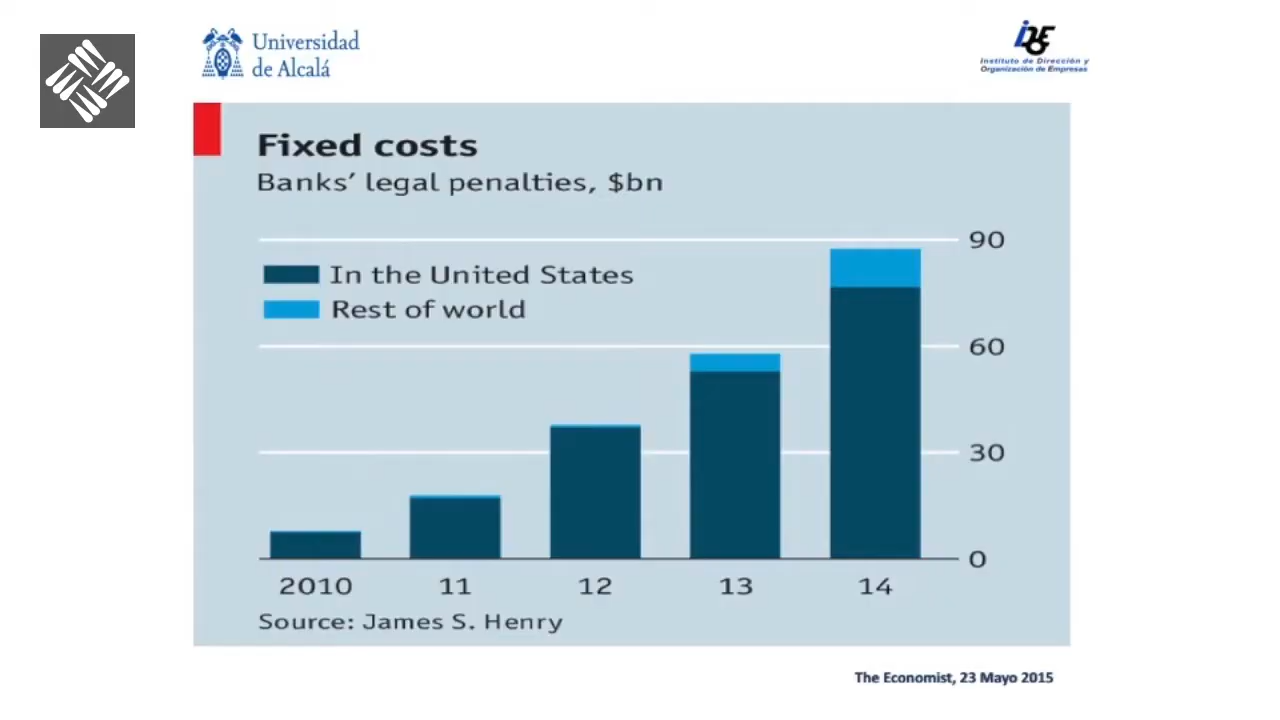 Universidad
de Alcalá
Instituto de Dirección y
Organización de Empresas
Fixed costs
Banks’ legal penalties, $bn
90
In the United States
Rest of world
60
30
0
2010 11 12 13 14
Source: James S. Henry
The Economist, 23 Mayo 2015